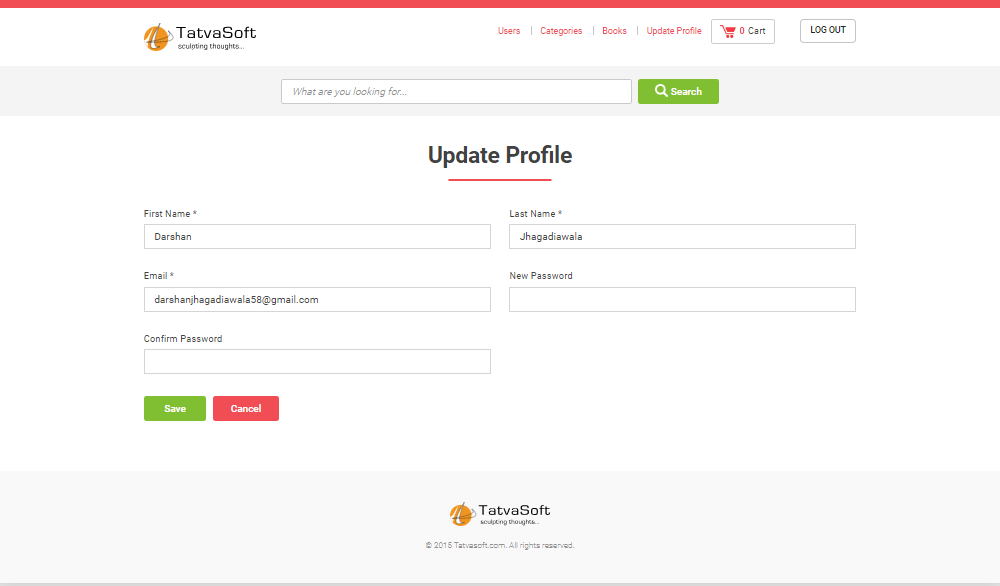 TatvaSoft
sculpting thoughts...
Users Categories Books Update Profile 0 Cart LOG OUT
What are you looking for... Search
Update Profile
First Name * Last Name *
Darshan Jhagadiawala
Email * New Password
darshanjhagadiawala58@gmail.com
Confirm Password
Save Cancel
TatvaSoft
sculpting thoughts...
© 2015 Tatvasoft.com. All rights reserved.